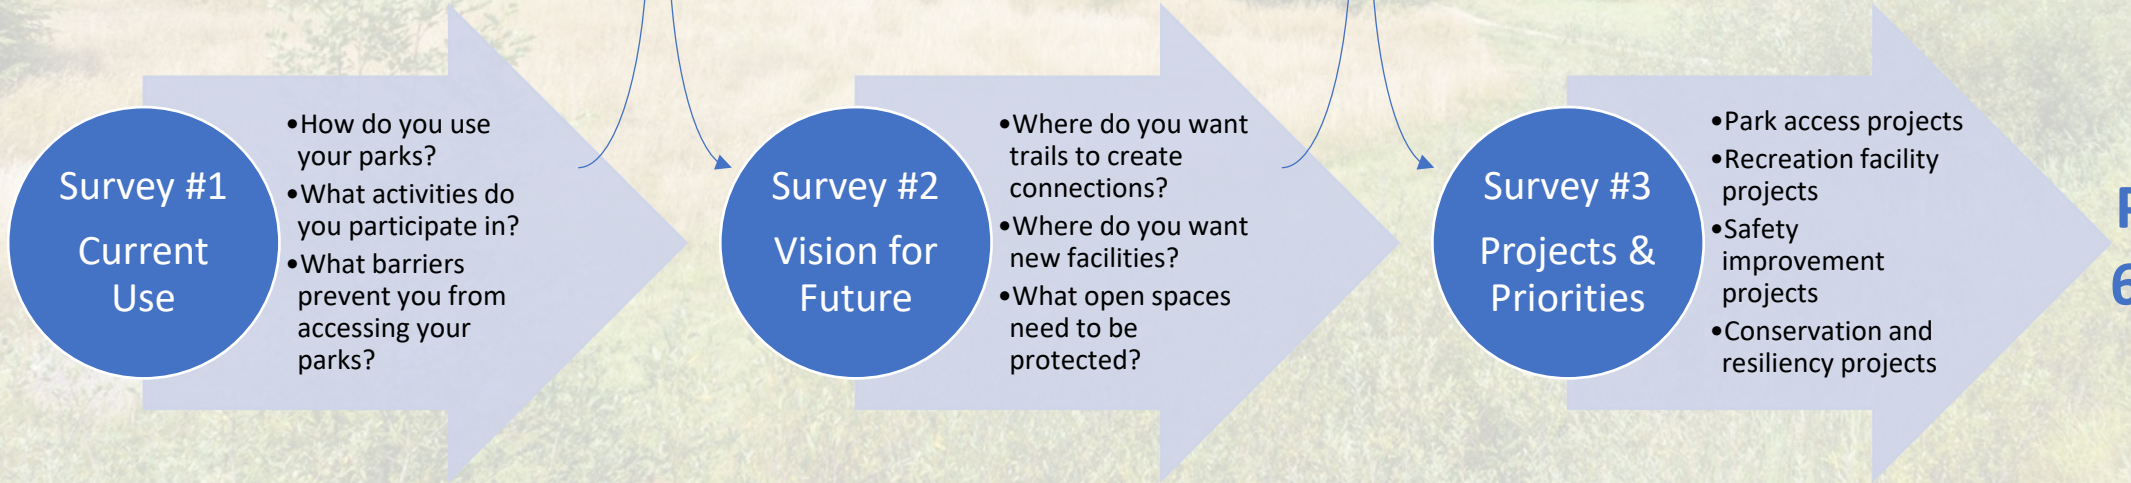 Survey #1
Current
Use
•How do you use
your parks?
•What activities do
you participate in?
•What barriers
prevent you from
accessing your
parks?
Survey #2
Vision for
Future
•Where do you want
trails to create
connections?
•Where do you want
new facilities?
•What open spaces
need to be
protected?
Survey #3
Projects &
Priorities
•Park access projects
•Recreation facility
projects
•Safety
improvement
projects
•Conservation and
resiliency projects